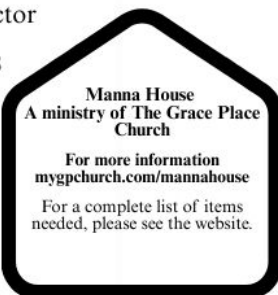 ctor
Manna House
A ministry of The Grace Place
Church
For more information
mygpchurch.com/mannahouse
For a complete list of items
needed, please see the website.